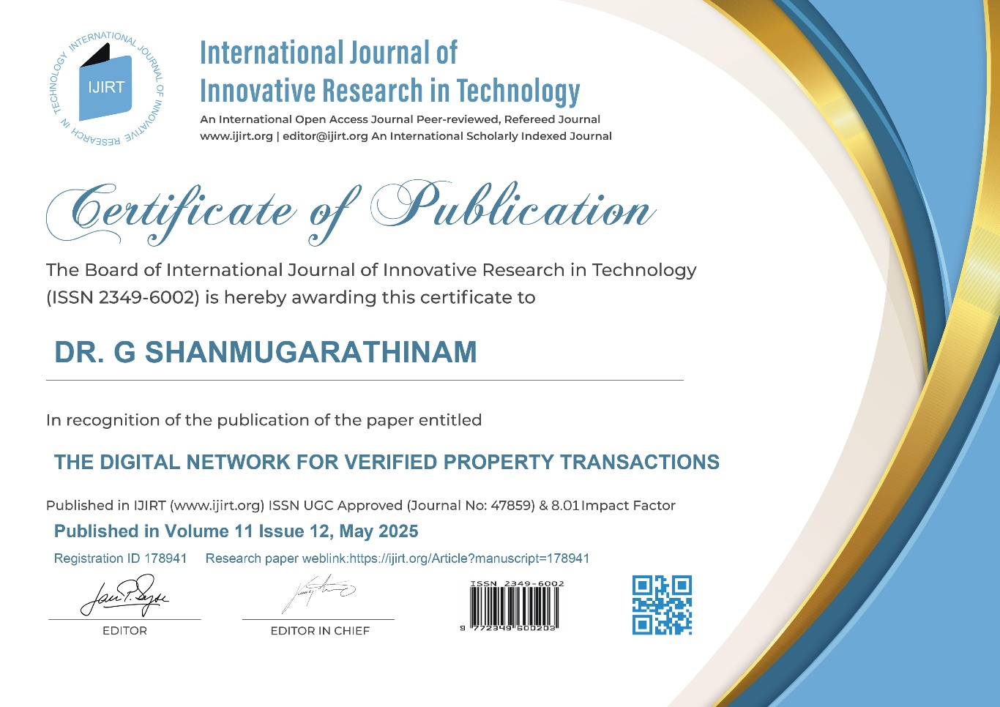 INTERNATIONAL JOURNAL OF INNOVATIVE RESEARCH IN TECHNOLOGY
IJIRT
International Journal of
Innovative Research in Technology
An International Open Access Journal Peer-reviewed, Refereed Journal
www.ijirt.org | editor@ijirt.org An International Scholarly Indexed Journal
Certificate of Publication
The Board of International Journal of Innovative Research in Technology
(ISSN 2349-6002) is hereby awarding this certificate to
DR. G SHANMUGARATHINAM
In recognition of the publication of the paper entitled
THE DIGITAL NETWORK FOR VERIFIED PROPERTY TRANSACTIONS
Published in IJIRT (www.ijirt.org) ISSN UGC Approved (Journal No: 47859) & 8.01Impact Factor
Published in Volume 11 Issue 12, May 2025
Registration ID 178941 Research paper weblink:https://ijirt.org/Article?manuscript=178941
EDITOR
EDITOR IN CHIEF
ISSN 2349-6002
9 772349 600203